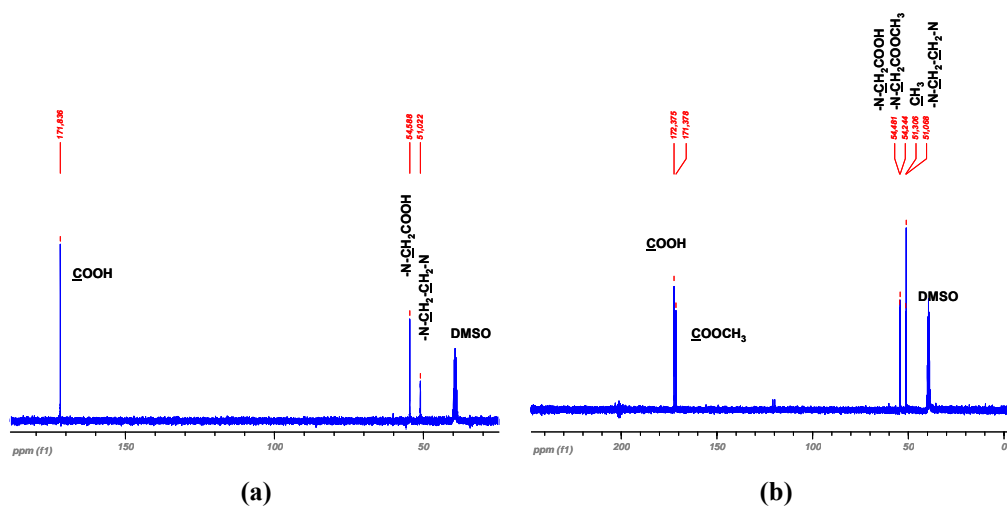 171,836
54,588
51,022
COOH
-N-CH2COOH
-N-CH2-CH2-N
DMSO
150
100
50
ppm (f1)
(a)
-N-CH2COOH
-N-CH2COOCH3
CH3
-N-CH2-CH2-N
172,375
171,378
54,481
54,244
51,306
51,068
COOH
COOCH3
DMSO
200
150
100
50
0
ppm (f1)
(b)